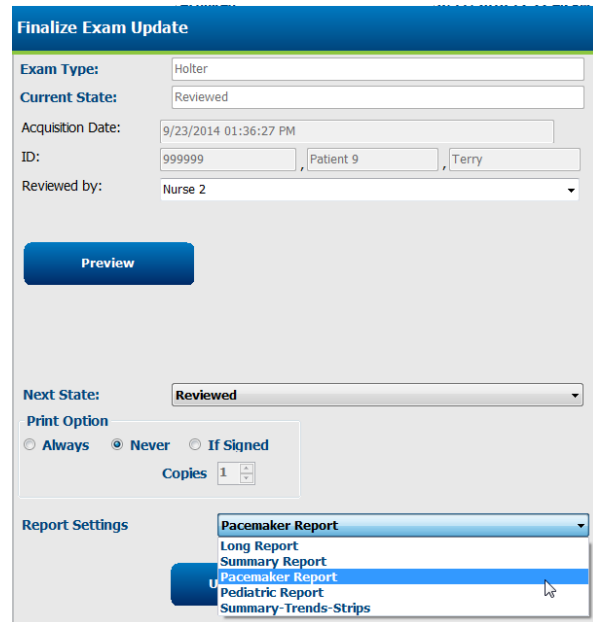 Finalize Exam Update
Exam Type: Holter
Current State: Reviewed
Acquisition Date: 9/23/2014 01:36:27 PM
ID: 999999 , Patient 9 , Terry
Reviewed by: Nurse 2
Preview
Next State: Reviewed
Print Option
Always Never If Signed
Copies 1
Report Settings Pacemaker Report
Long Report
Summary Report
Pacemaker Report
Pediatric Report
Summary-Trends-Strips